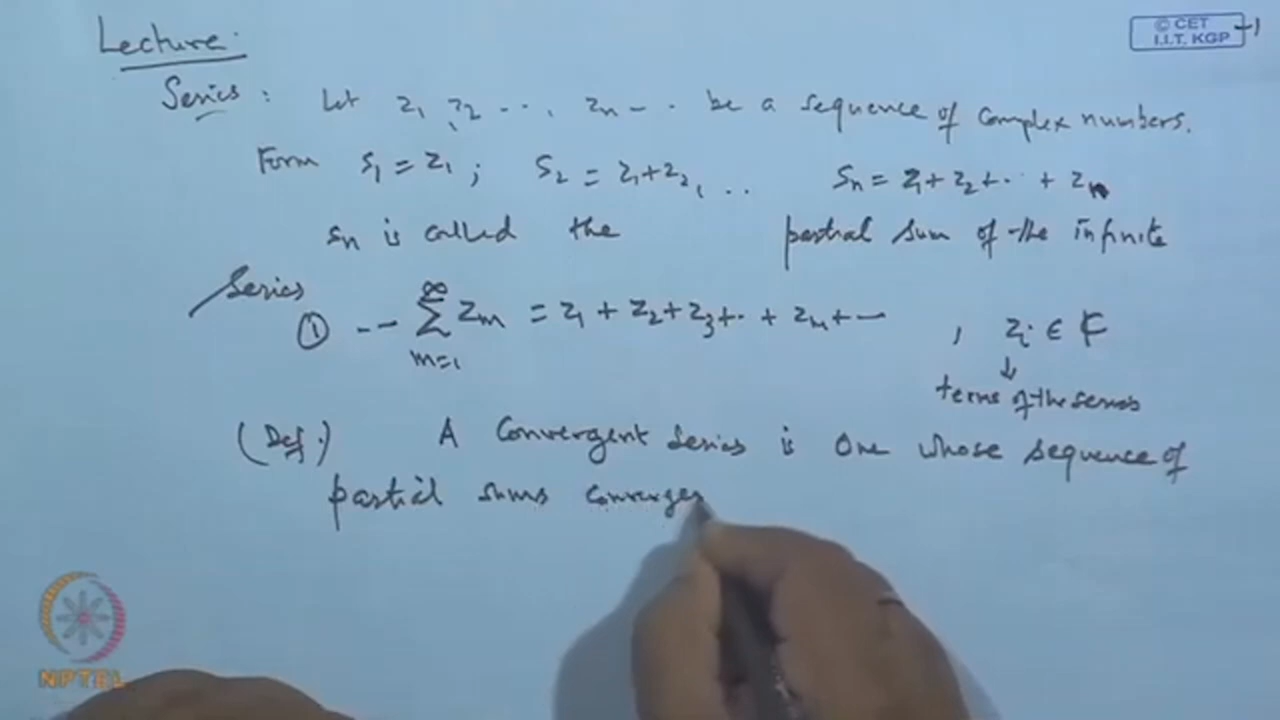 Lecture.
© CET
I.I.T. KGP
-1
Series : Let z1, z2 ..., zn -.. be a sequence of complex numbers.
Form s1 = z1 ; s2 = z1+z2, .. sn = z1+z2+.. + zn
sn is called the partial sum of the infinite
Series
① -- ∑_{m=1}^{∞} zm = z1 + z2 + z3+.. + zm +-- , zi ∈ ₵
↓
terms of the series
(Def.) A Convergent Series is one whose sequence of
partial sums converges
NPTEL